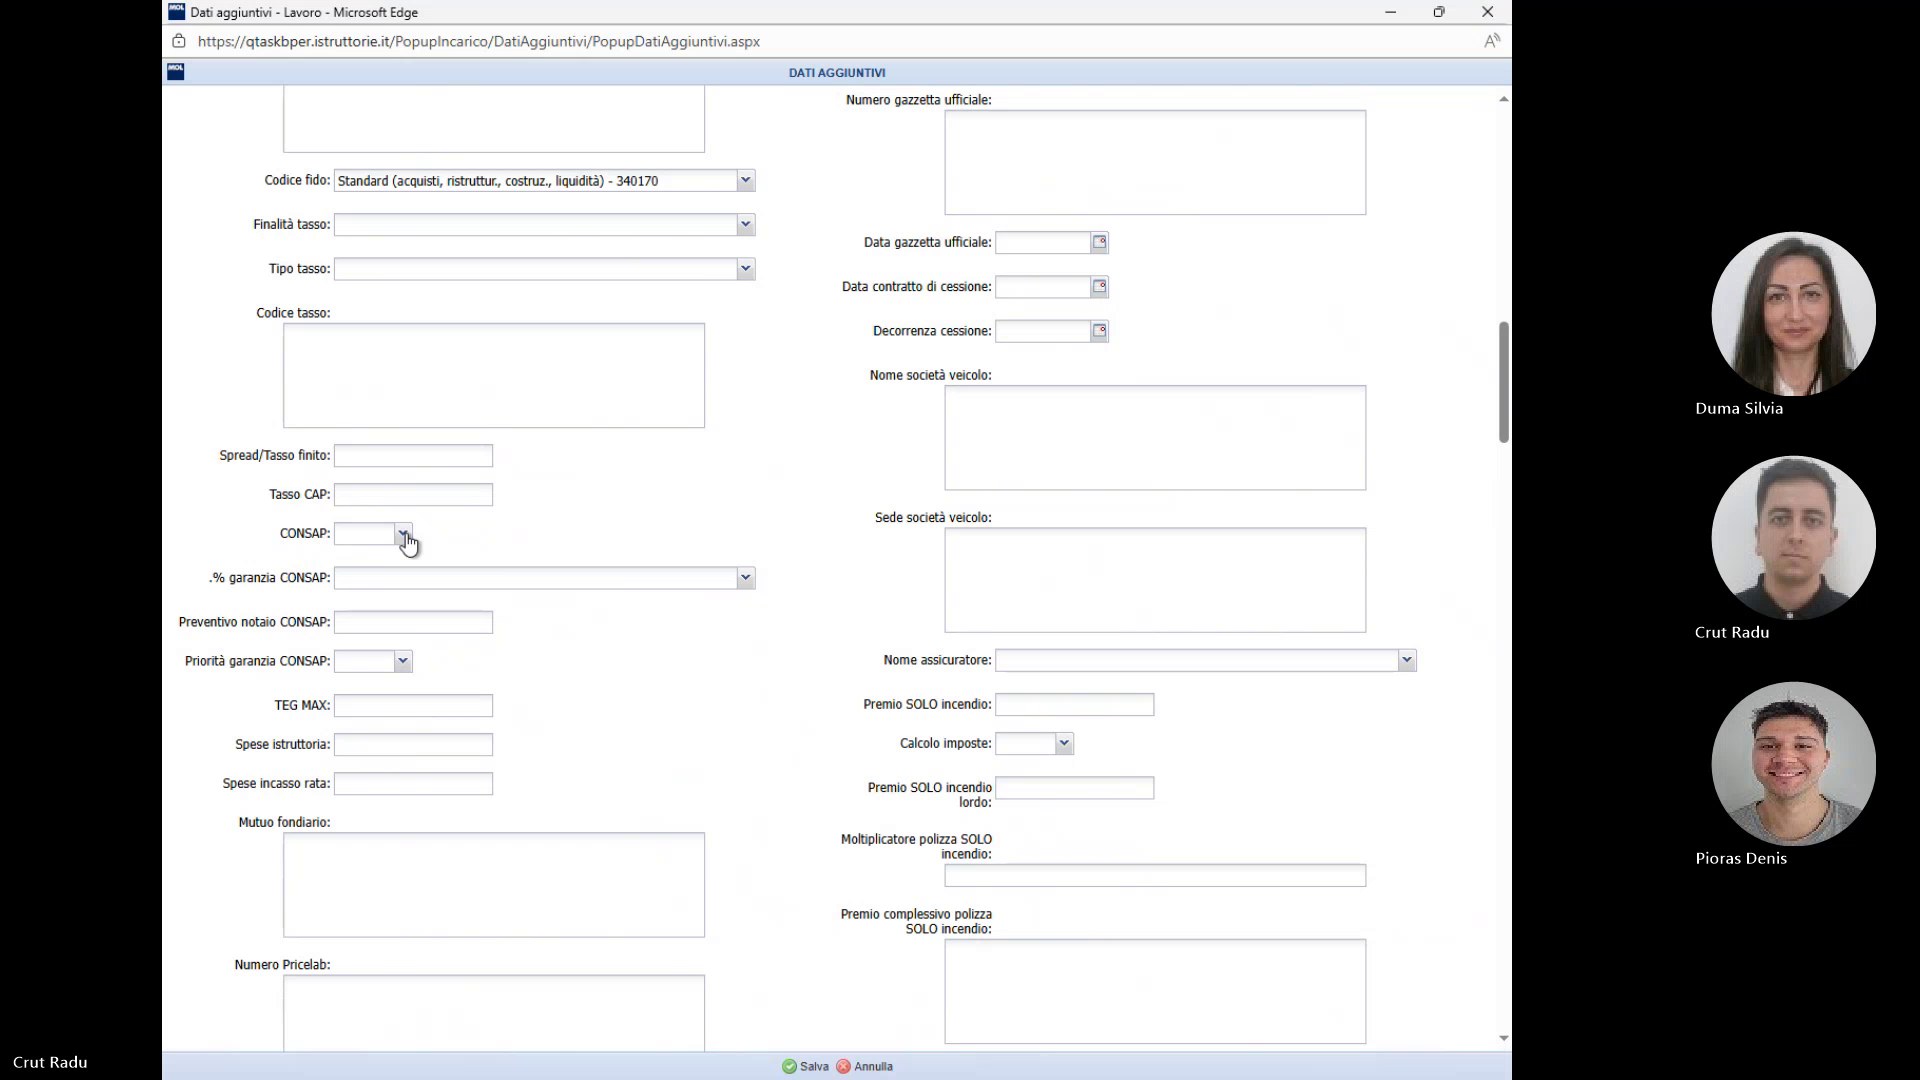 MOL Dati aggiuntivi - Lavoro - Microsoft Edge
https://qtaskbper.istruttorie.it/PopupIncarico/DatiAggiuntivi/PopupDatiAggiuntivi.aspx
MOL
DATI AGGIUNTIVI
Codice fido: Standard (acquisti, ristruttur., costruz., liquidità) - 340170
Finalità tasso:
Tipo tasso:
Codice tasso:
Spread/Tasso finito:
Tasso CAP:
CONSAP:
.% garanzia CONSAP:
Preventivo notaio CONSAP:
Priorità garanzia CONSAP:
TEG MAX:
Spese istruttoria:
Spese incasso rata:
Mutuo fondiario:
Numero Pricelab:
Numero gazzetta ufficiale:
Data gazzetta ufficiale:
Data contratto di cessione:
Decorrenza cessione:
Nome società veicolo:
Sede società veicolo:
Nome assicuratore:
Premio SOLO incendio:
Calcolo imposte:
Premio SOLO incendio
lordo:
Moltiplicatore polizza SOLO
incendio:
Premio complessivo polizza
SOLO incendio:
Salva Annulla
Duma Silvia
Crut Radu
Pioras Denis
Crut Radu